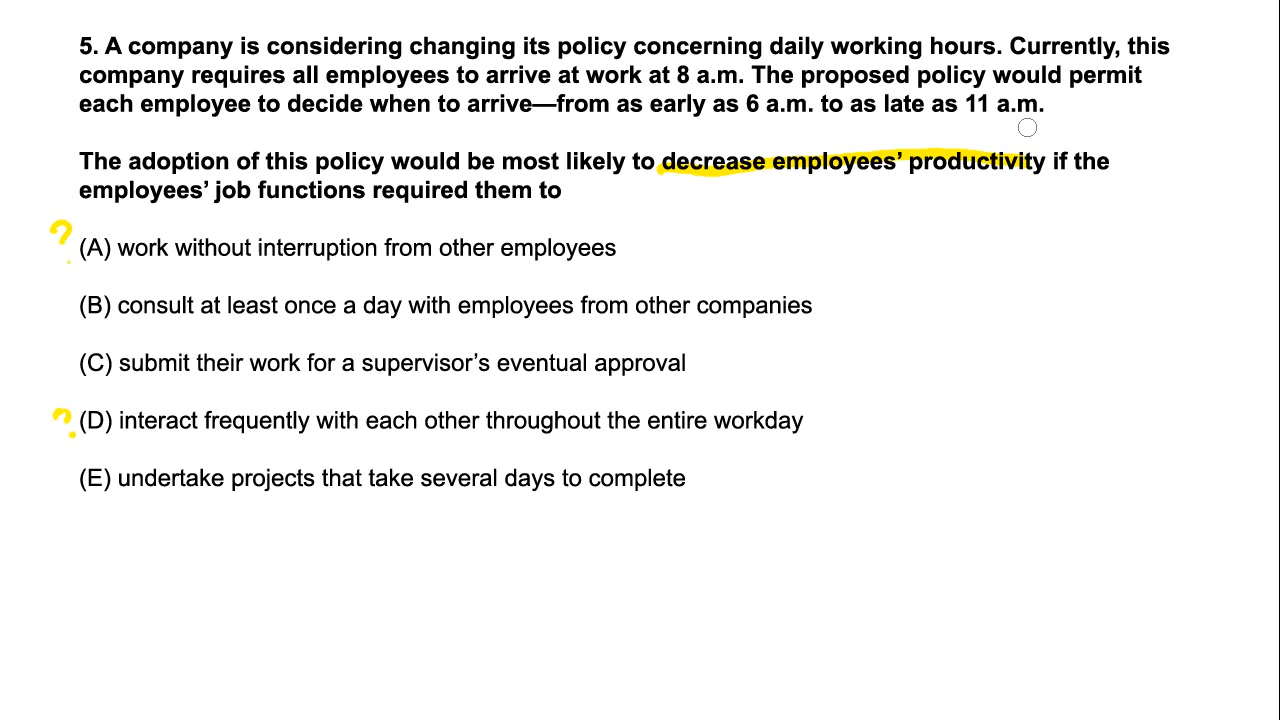 5. A company is considering changing its policy concerning daily working hours. Currently, this
company requires all employees to arrive at work at 8 a.m. The proposed policy would permit
each employee to decide when to arrive—from as early as 6 a.m. to as late as 11 a.m.
The adoption of this policy would be most likely to decrease employees’ productivity if the
employees’ job functions required them to
? (A) work without interruption from other employees
(B) consult at least once a day with employees from other companies
(C) submit their work for a supervisor’s eventual approval
? (D) interact frequently with each other throughout the entire workday
(E) undertake projects that take several days to complete